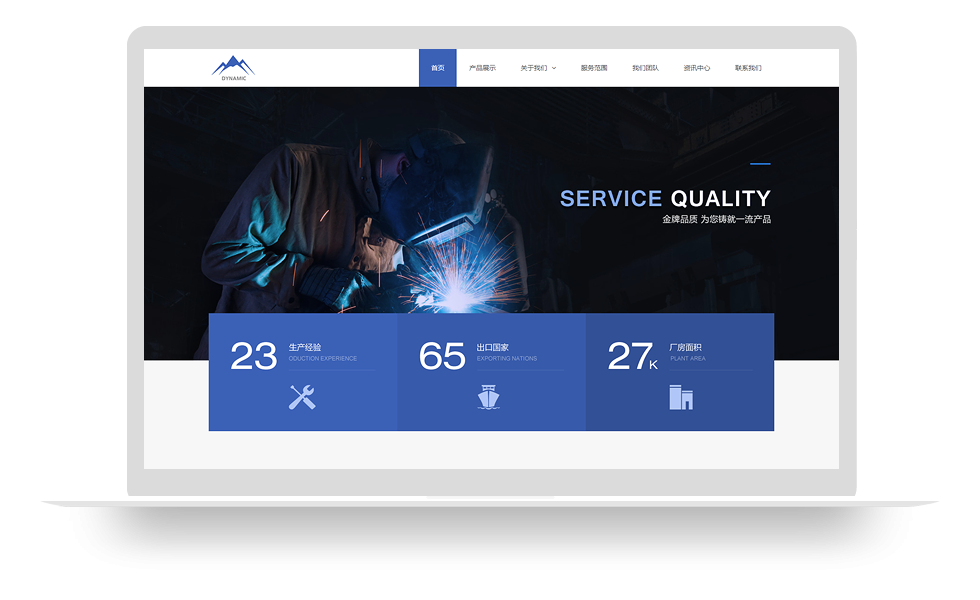 DYNAMIC
首页 产品展示 关于我们 服务范围 我们团队 资讯中心 联系我们
SERVICE QUALITY
金牌品质 为您铸就一流产品
23 生产经验
ODUCTION EXPERIENCE
65 出口国家
EXPORTING NATIONS
27K 厂房面积
PLANT AREA